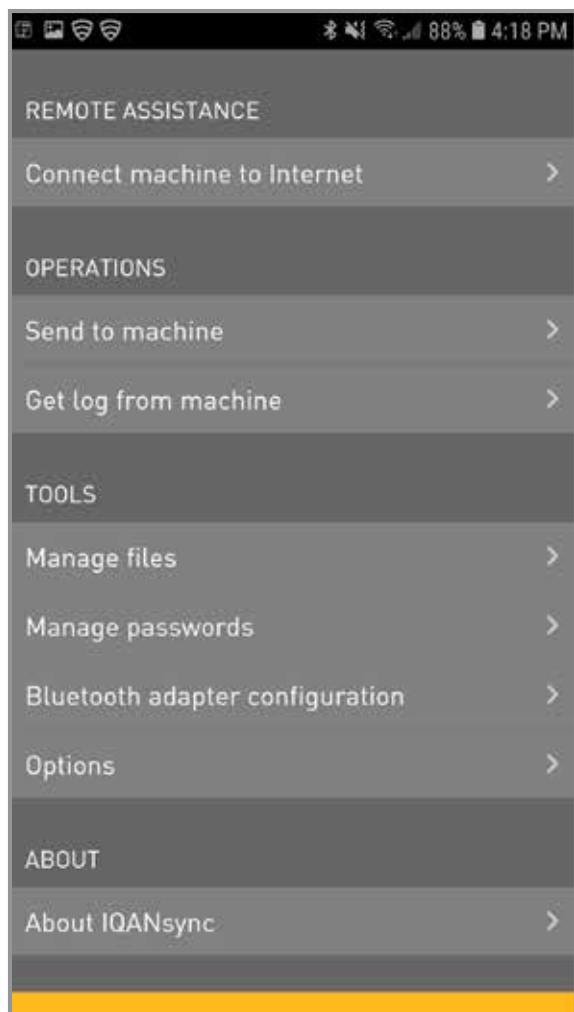 88% 4:18 PM
REMOTE ASSISTANCE
Connect machine to Internet
OPERATIONS
Send to machine
Get log from machine
TOOLS
Manage files
Manage passwords
Bluetooth adapter configuration
Options
ABOUT
About IQANsync